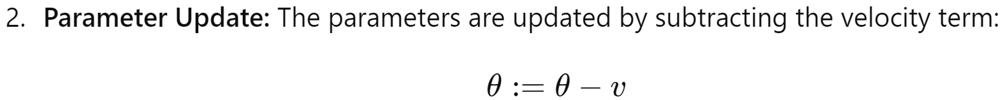 2. Parameter Update: The parameters are updated by subtracting the velocity term:
θ := θ − v